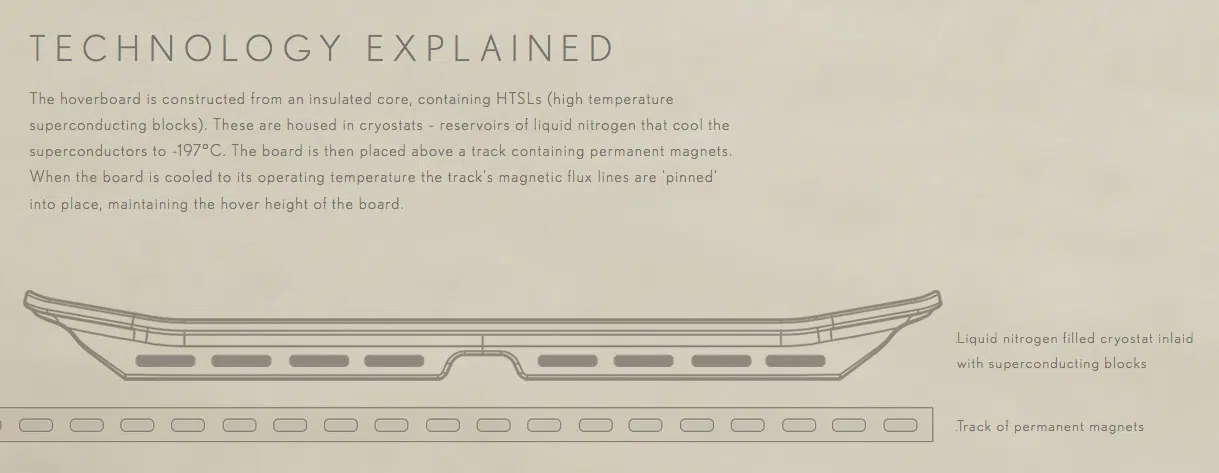 TECHNOLOGY EXPLAINED
The hoverboard is constructed from an insulated core, containing HTSLs (high temperature
superconducting blocks). These are housed in cryostats - reservoirs of liquid nitrogen that cool the
superconductors to -197°C. The board is then placed above a track containing permanent magnets.
When the board is cooled to its operating temperature the track's magnetic flux lines are 'pinned'
into place, maintaining the hover height of the board.
.Liquid nitrogen filled cryostat inlaid
with superconducting blocks
.Track of permanent magnets